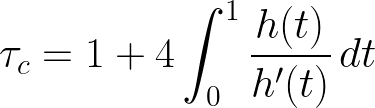 τ_c = 1 + 4 ∫_0^1 h(t)/h′(t) dt